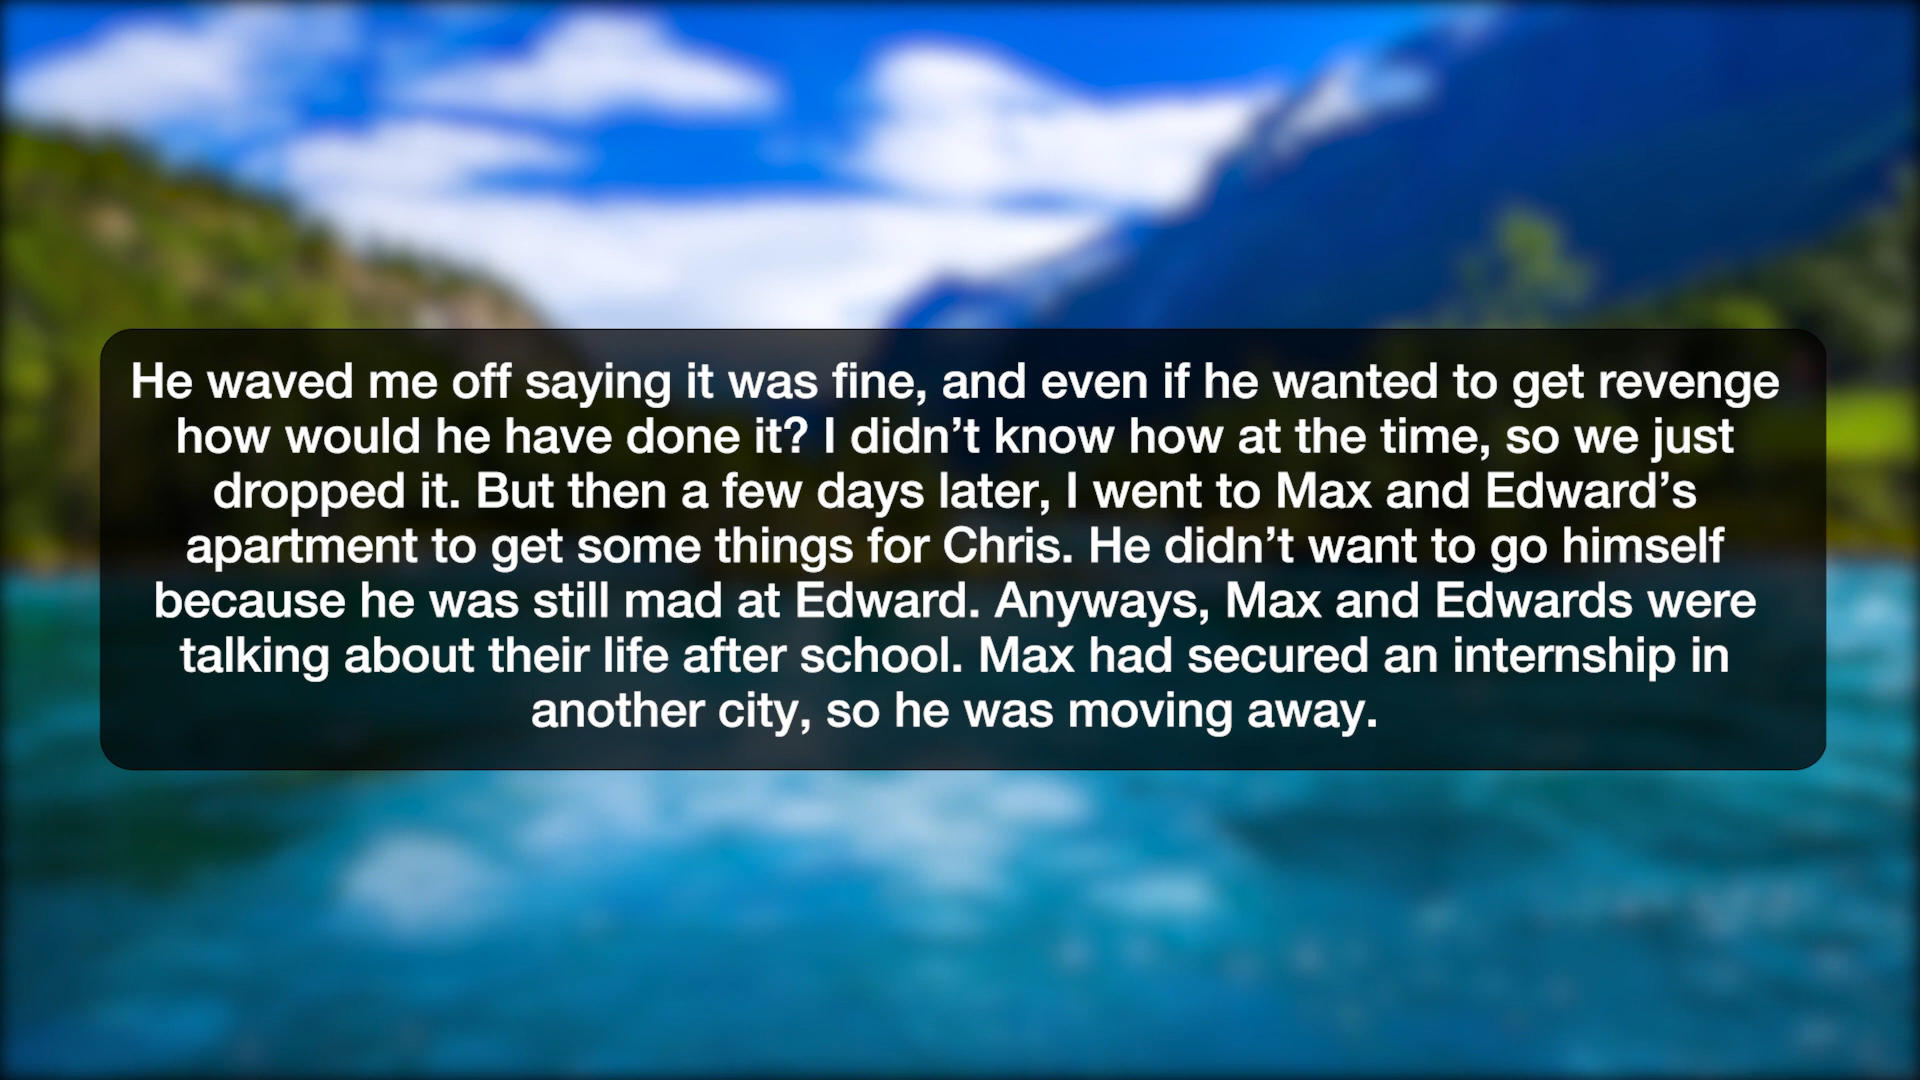 He waved me off saying it was fine, and even if he wanted to get revenge
how would he have done it? I didn’t know how at the time, so we just
dropped it. But then a few days later, I went to Max and Edward’s
apartment to get some things for Chris. He didn’t want to go himself
because he was still mad at Edward. Anyways, Max and Edwards were
talking about their life after school. Max had secured an internship in
another city, so he was moving away.